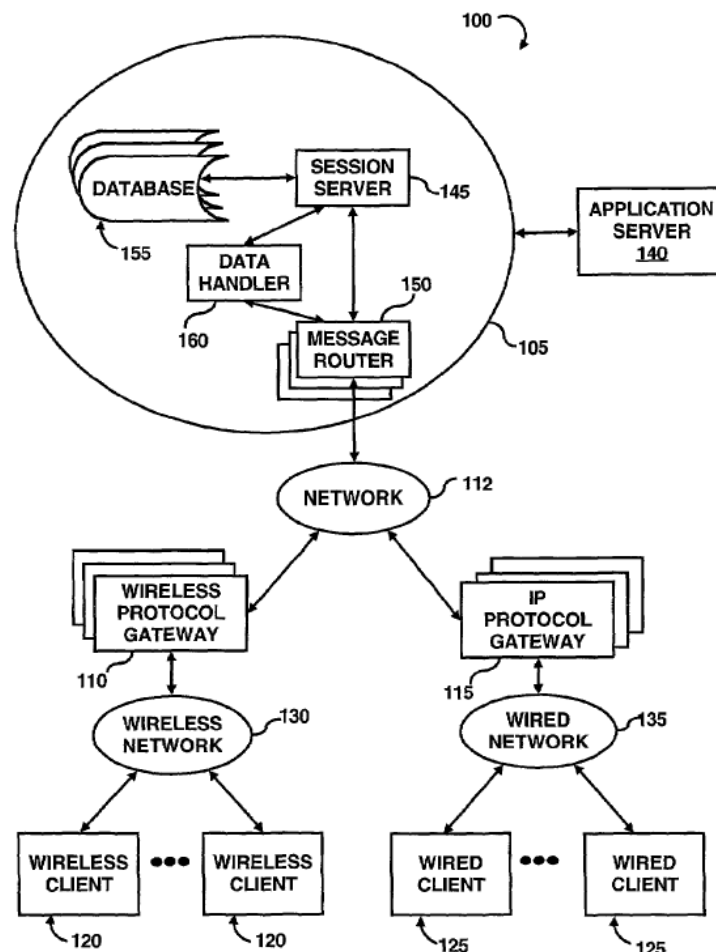 100
DATABASE
SESSION
SERVER
145
155
DATA
HANDLER
160
150
MESSAGE
ROUTER
105
APPLICATION
SERVER
140
NETWORK
112
WIRELESS
PROTOCOL
GATEWAY
110
IP
PROTOCOL
GATEWAY
115
WIRELESS
NETWORK
130
WIRED
NETWORK
135
WIRELESS
CLIENT
120
WIRELESS
CLIENT
120
WIRED
CLIENT
125
WIRED
CLIENT
125